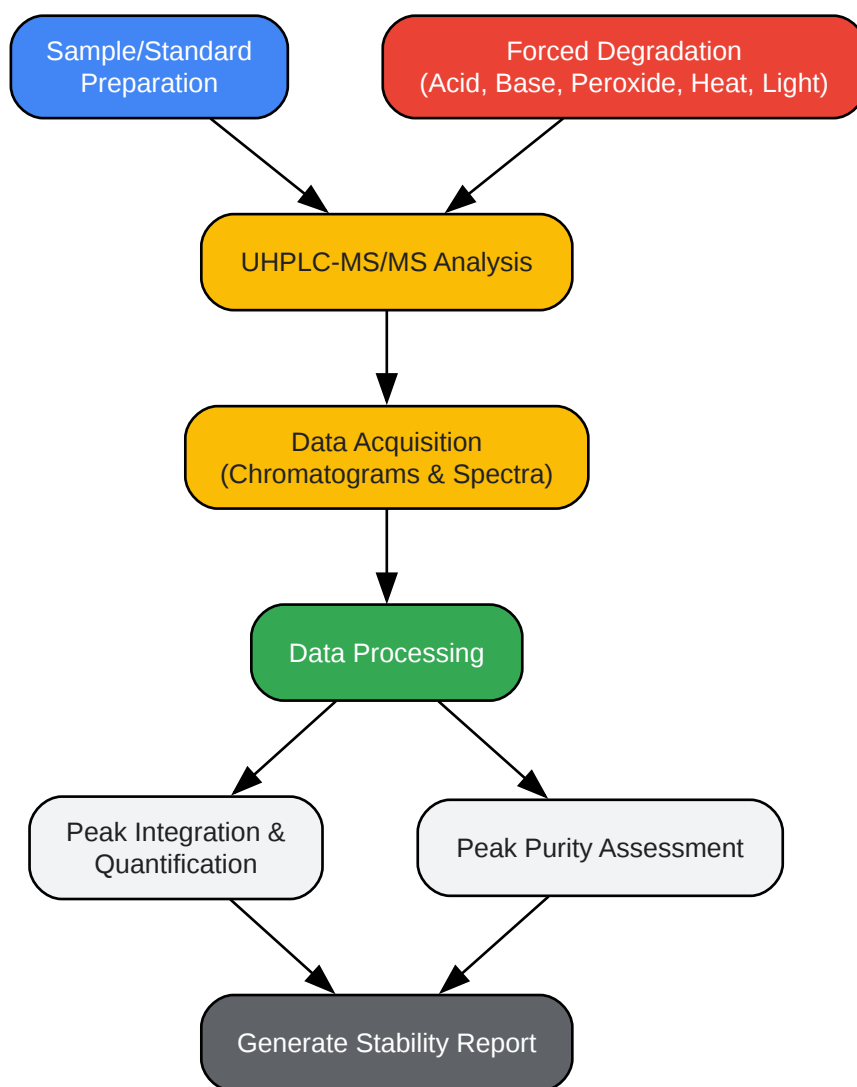 Sample/Standard
Preparation
Forced Degradation
(Acid, Base, Peroxide, Heat, Light)
UHPLC-MS/MS Analysis
Data Acquisition
(Chromatograms & Spectra)
Data Processing
Peak Integration &
Quantification
Peak Purity Assessment
Generate Stability Report